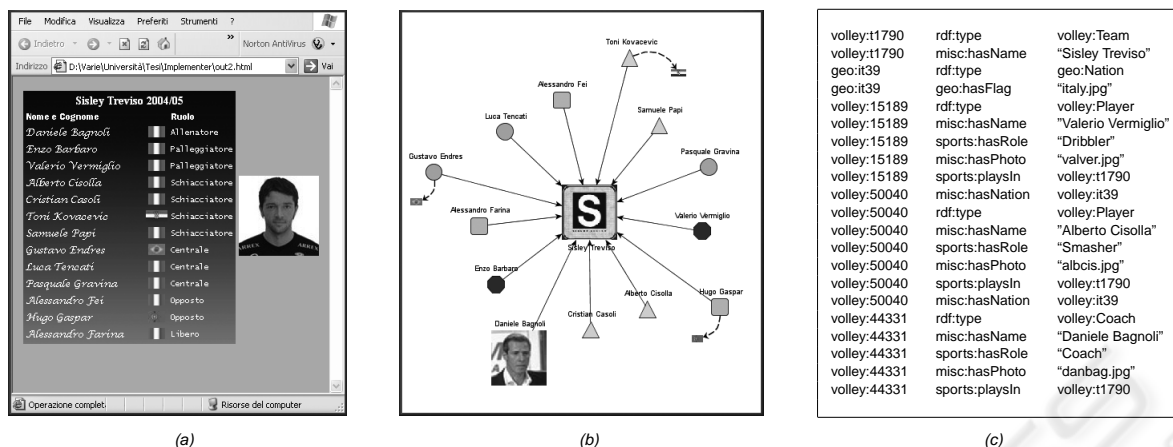 File Modifica Visualizza Preferiti Strumenti ?
Indietro » Norton AntiVirus
Indirizzo D:\Varie\Università\Tesi\Implementer\out2.html Vai
Sisley Treviso 2004/05
Nome e Cognome Ruolo
Daniele Bagnoli Allenatore
Enzo Barbaro Palleggiatore
Valerio Vermiglio Palleggiatore
Alberto Cisolla Schiacciatore
Cristian Casoli Schiacciatore
Toni Kovacevic Schiacciatore
Samuele Papi Schiacciatore
Gustavo Endres Centrale
Luca Tencati Centrale
Pasquale Gravina Centrale
Alessandro Fei Opposto
Hugo Gaspar Opposto
Alessandro Farina Libero
Operazione completa Risorse del computer
(a)
Toni Kovacevic
Alessandro Fei
Samuele Papi
Luca Tencati
Pasquale Gravina
Gustavo Endres
Alessandro Farina
S
Valerio Vermiglio
Sisley Treviso
Enzo Barbaro
Alberto Cisolla
Hugo Gaspar
Cristian Casoli
Daniele Bagnoli
(b)
volley:t1790 rdf:type volley:Team
volley:t1790 misc:hasName “Sisley Treviso”
geo:it39 rdf:type geo:Nation
geo:it39 geo:hasFlag “italy.jpg”
volley:15189 rdf:type volley:Player
volley:15189 misc:hasName ”Valerio Vermiglio”
volley:15189 sports:hasRole “Dribbler”
volley:15189 misc:hasPhoto “valver.jpg”
volley:15189 sports:playsIn volley:t1790
volley:50040 misc:hasNation volley:it39
volley:50040 rdf:type volley:Player
volley:50040 misc:hasName “Alberto Cisolla”
volley:50040 sports:hasRole “Smasher”
volley:50040 misc:hasPhoto “albcis.jpg”
volley:50040 sports:playsIn volley:t1790
volley:50040 misc:hasNation volley:it39
volley:44331 rdf:type volley:Coach
volley:44331 misc:hasName “Daniele Bagnoli”
volley:44331 sports:hasRole “Coach”
volley:44331 misc:hasPhoto “danbag.jpg”
volley:44331 sports:playsIn volley:t1790
(c)